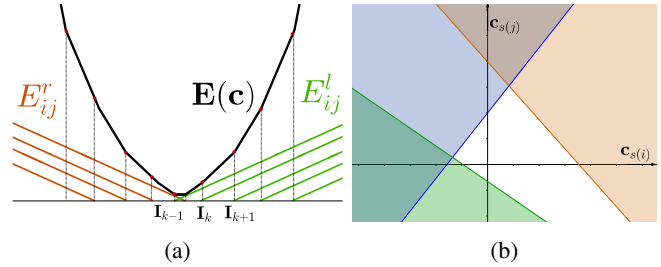 E^r_{ij}
E(c)
E^l_{ij}
I_{k-1}
I_k
I_{k+1}
(a)
c_{s(j)}
c_{s(i)}
(b)